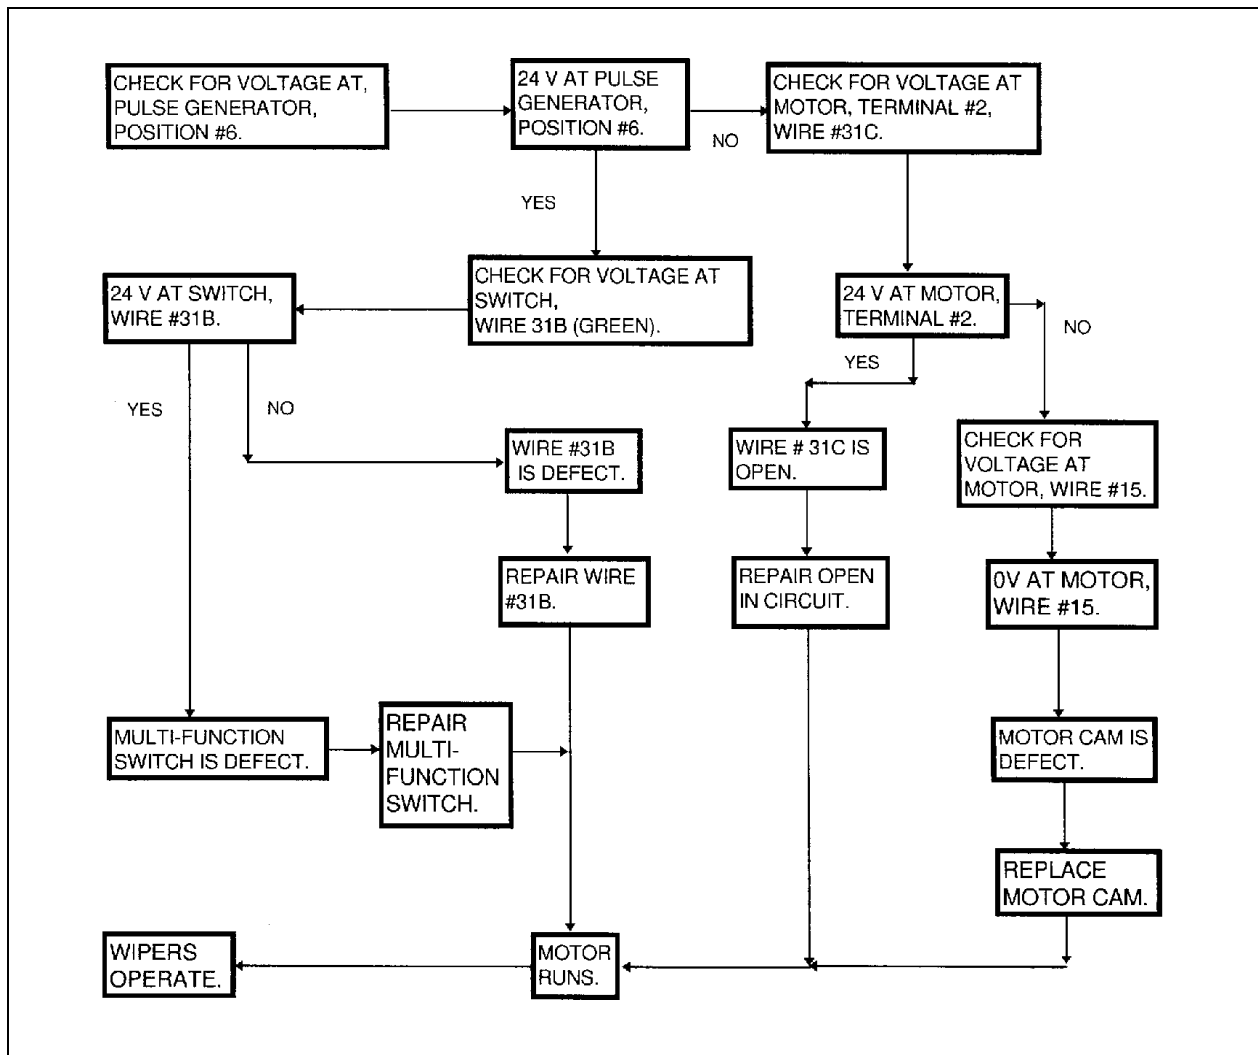 CHECK FOR VOLTAGE AT,
PULSE GENERATOR,
POSITION #6.
24 V AT PULSE
GENERATOR,
POSITION #6.
NO
CHECK FOR VOLTAGE AT
MOTOR, TERMINAL #2,
WIRE #31C.
YES
24 V AT SWITCH,
WIRE #31B.
CHECK FOR VOLTAGE AT
SWITCH,
WIRE 31B (GREEN).
24 V AT MOTOR,
TERMINAL #2.
NO
YES
YES
NO
WIRE #31B
IS DEFECT.
WIRE # 31C IS
OPEN.
CHECK FOR
VOLTAGE AT
MOTOR, WIRE #15.
REPAIR WIRE
#31B.
REPAIR OPEN
IN CIRCUIT.
0V AT MOTOR,
WIRE #15.
MULTI-FUNCTION
SWITCH IS DEFECT.
REPAIR
MULTI-
FUNCTION
SWITCH.
MOTOR CAM IS
DEFECT.
REPLACE
MOTOR CAM.
WIPERS
OPERATE.
MOTOR
RUNS.